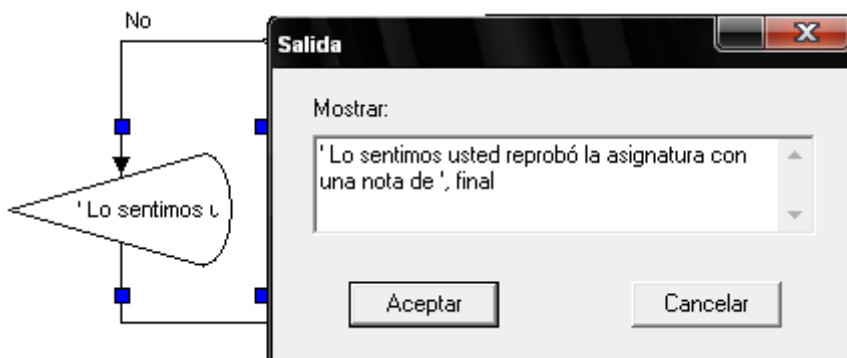 No
Salida
Mostrar:
' Lo sentimos usted reprobó la asignatura con
una nota de ', final
' Lo sentimos u
Aceptar
Cancelar